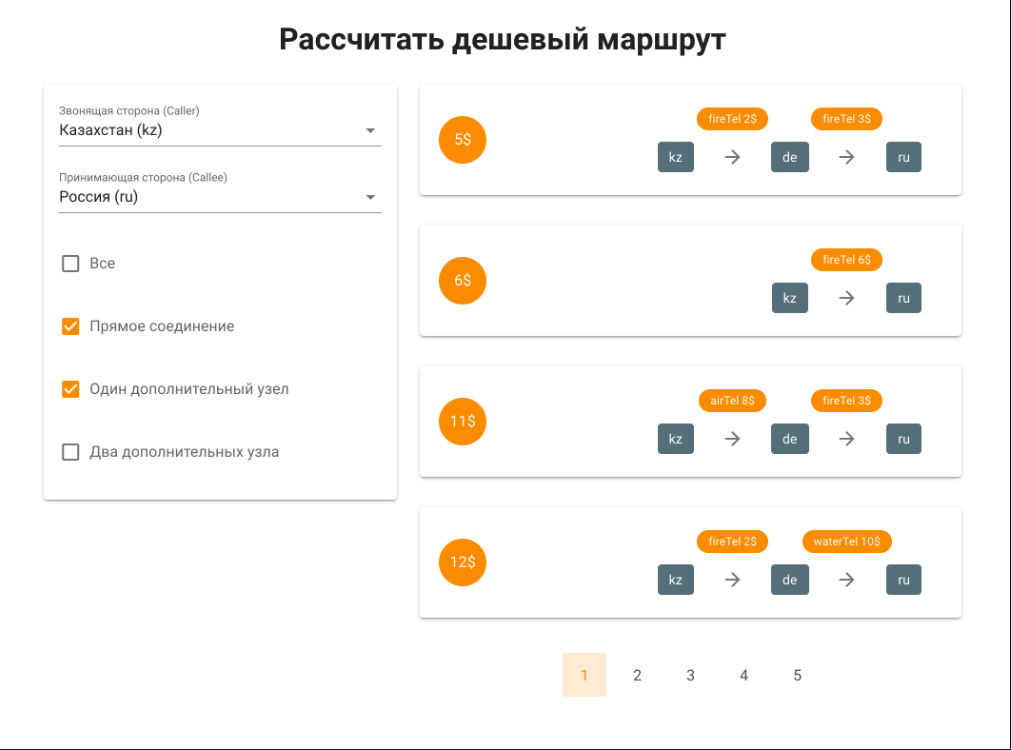 Рассчитать дешевый маршрут
Звонящая сторона (Caller)
Казахстан (kz)
Принимающая сторона (Callee)
Россия (ru)
Все
Прямое соединение
Один дополнительный узел
Два дополнительных узла
5$
fireTel 2$ fireTel 3$
kz → de → ru
6$
fireTel 6$
kz → ru
11$
airTel 8$ fireTel 3$
kz → de → ru
12$
fireTel 2$ waterTel 10$
kz → de → ru
1 2 3 4 5